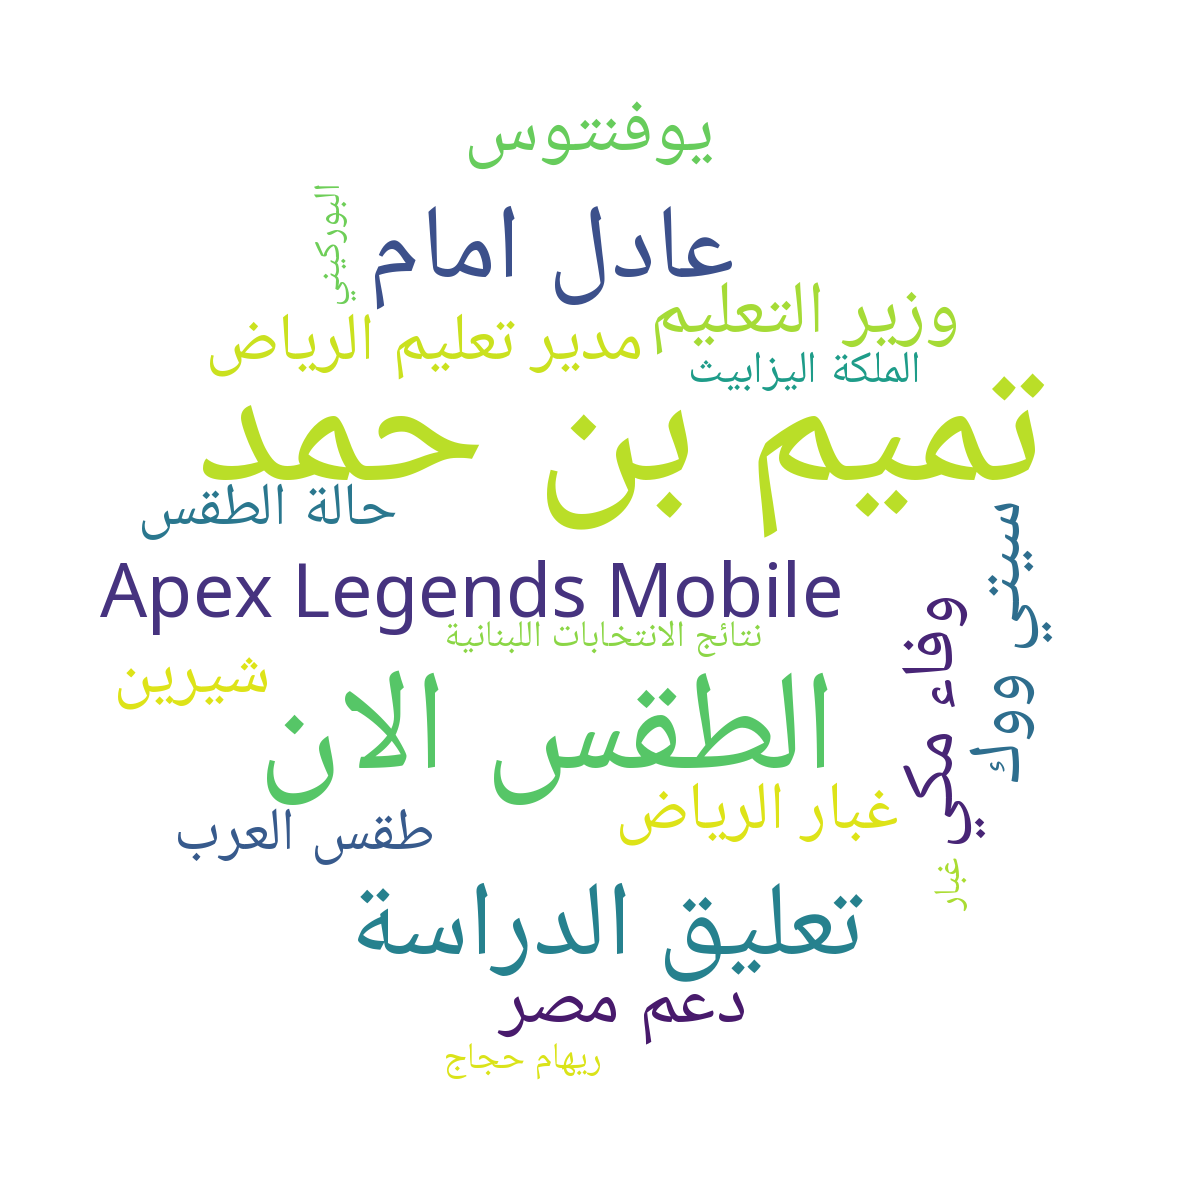 يوفنتوس
البوركيني
عادل امام
وزير التعليم
مدير تعليم الرياض
الملكة اليزابيث
تميم بن حمد
حالة الطقس
سيتي ووك
Apex Legends Mobile
وفاء مكي
نتائج الانتخابات اللبنانية
شيرين
الطقس الان
غبار الرياض
طقس العرب
غبار
تعليق الدراسة
دعم مصر
ريهام حجاج